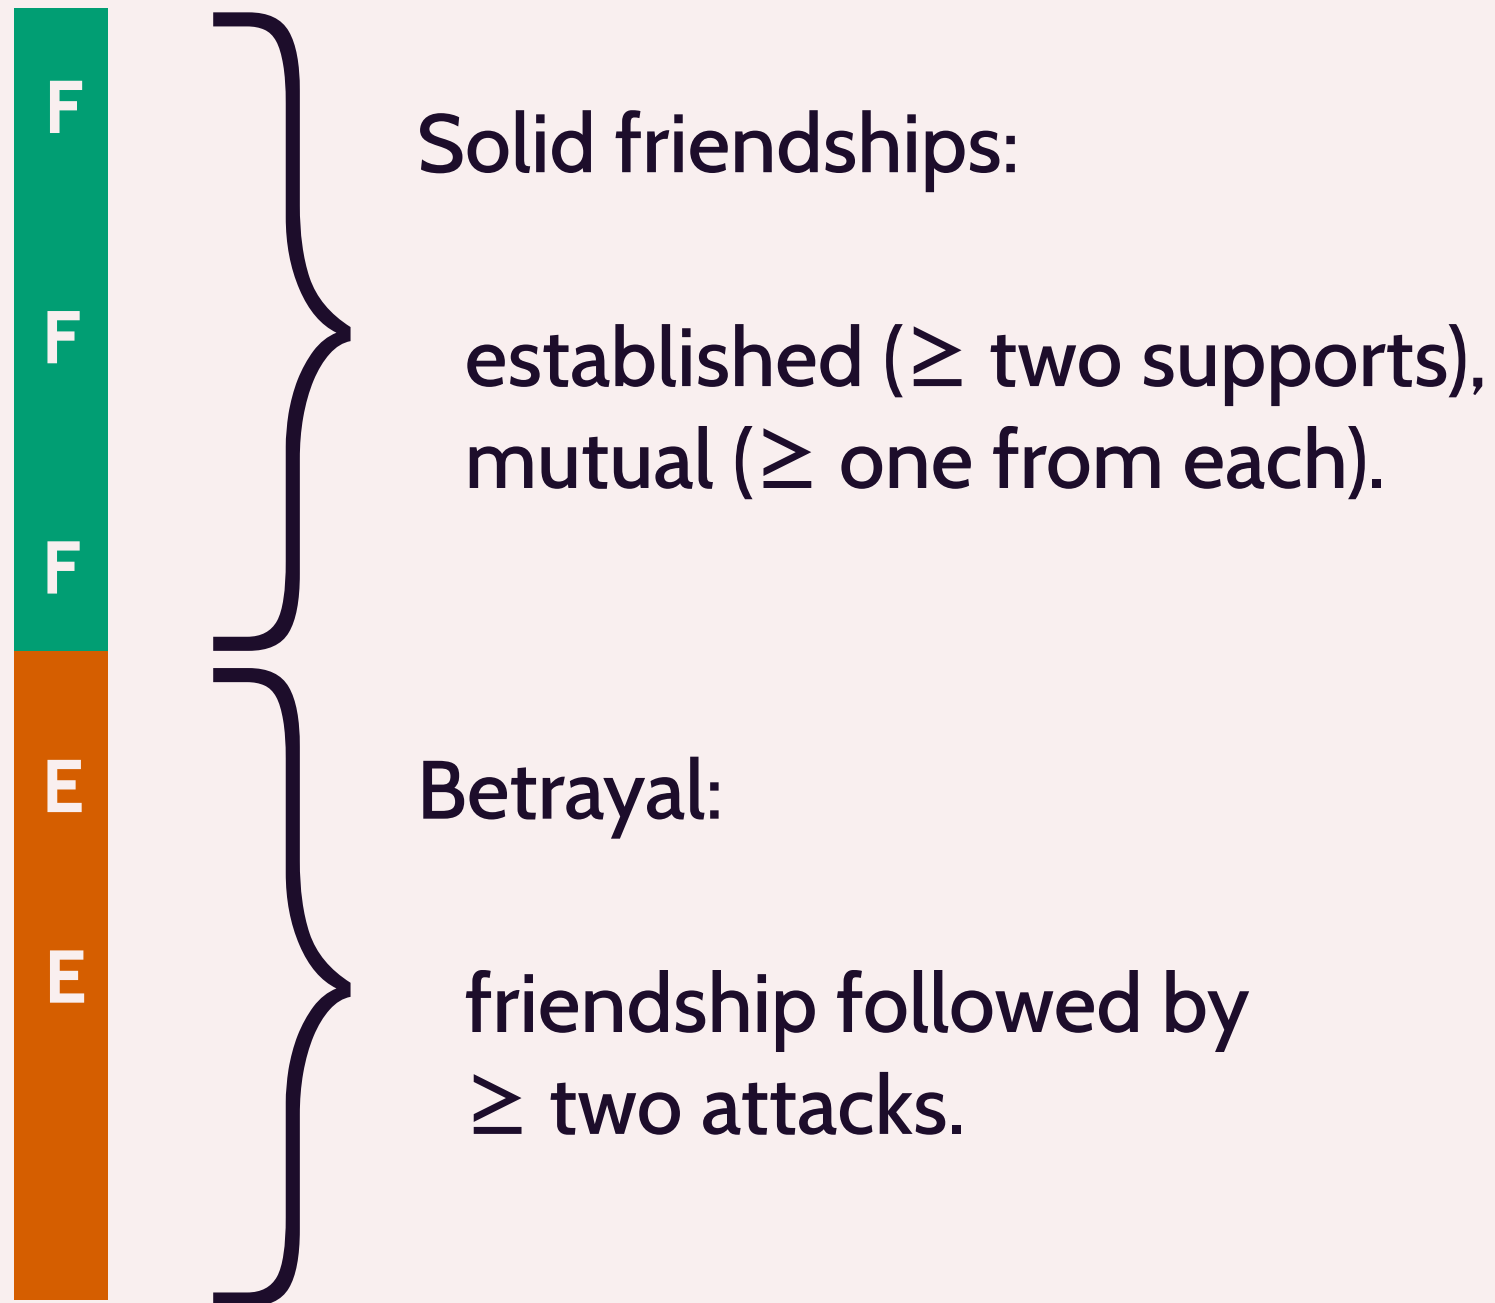 F
Solid friendships:
F
established (≥ two supports),
mutual (≥ one from each).
F
E
Betrayal:
E
friendship followed by
≥ two attacks.